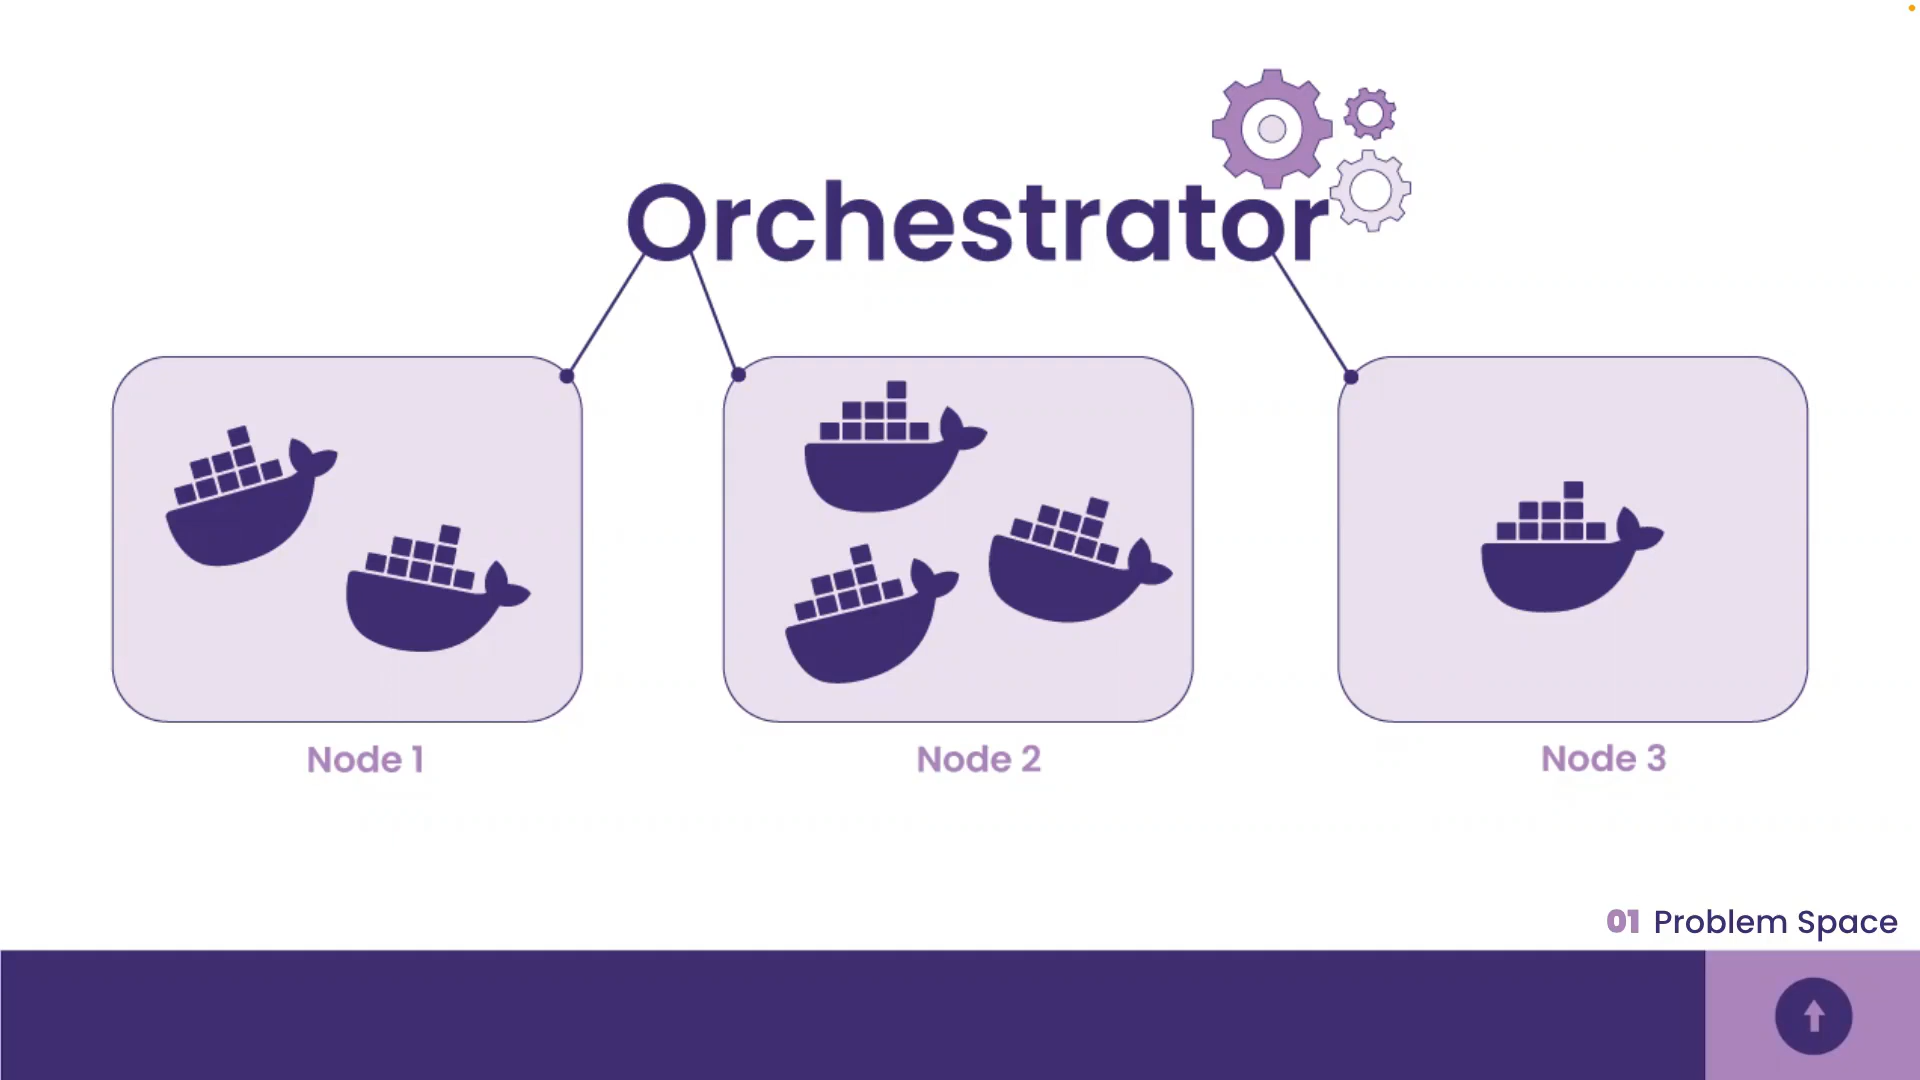 Orchestrator
Node 1
Node 2
Node 3
01 Problem Space